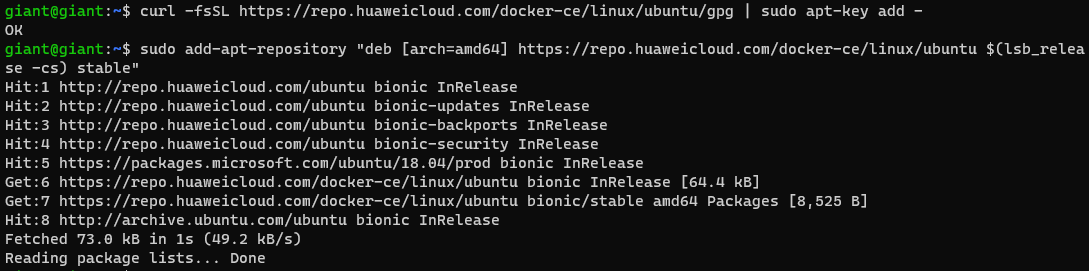 giant@giant:~$ curl -fsSL https://repo.huaweicloud.com/docker-ce/linux/ubuntu/gpg | sudo apt-key add -
OK
giant@giant:~$ sudo add-apt-repository "deb [arch=amd64] https://repo.huaweicloud.com/docker-ce/linux/ubuntu $(lsb_relea
se -cs) stable"
Hit:1 http://repo.huaweicloud.com/ubuntu bionic InRelease
Hit:2 http://repo.huaweicloud.com/ubuntu bionic-updates InRelease
Hit:3 http://repo.huaweicloud.com/ubuntu bionic-backports InRelease
Hit:4 http://repo.huaweicloud.com/ubuntu bionic-security InRelease
Hit:5 https://packages.microsoft.com/ubuntu/18.04/prod bionic InRelease
Get:6 https://repo.huaweicloud.com/docker-ce/linux/ubuntu bionic InRelease [64.4 kB]
Get:7 https://repo.huaweicloud.com/docker-ce/linux/ubuntu bionic/stable amd64 Packages [8,525 B]
Hit:8 http://archive.ubuntu.com/ubuntu bionic InRelease
Fetched 73.0 kB in 1s (49.2 kB/s)
Reading package lists... Done